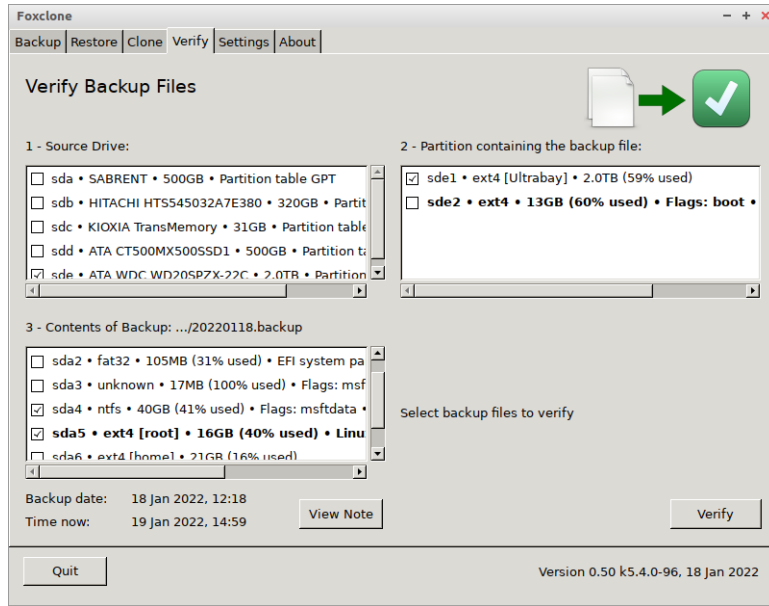 Foxclone
Backup Restore Clone Verify Settings About
Verify Backup Files
1 - Source Drive:
sda • SABRENT • 500GB • Partition table GPT
sdb • HITACHI HTS545032A7E380 • 320GB • Partit
sdc • KIOXIA TransMemory • 31GB • Partition table
sdd • ATA CT500MX500SSD1 • 500GB • Partition ta
sde • ATA WDC WD20SPZX-22C • 2.0TB • Partition
2 - Partition containing the backup file:
sde1 • ext4 [Ultrabay] • 2.0TB (59% used)
sde2 • ext4 • 13GB (60% used) • Flags: boot •
3 - Contents of Backup: .../20220118.backup
sda2 • fat32 • 105MB (31% used) • EFI system pa
sda3 • unknown • 17MB (100% used) • Flags: msf
sda4 • ntfs • 40GB (41% used) • Flags: msftdata •
sda5 • ext4 [root] • 16GB (40% used) • Linu
sda6 • ext4 [home] • 21GB (16% used)
Select backup files to verify
Backup date: 18 Jan 2022, 12:18
Time now: 19 Jan 2022, 14:59
View Note
Verify
Quit
Version 0.50 k5.4.0-96, 18 Jan 2022